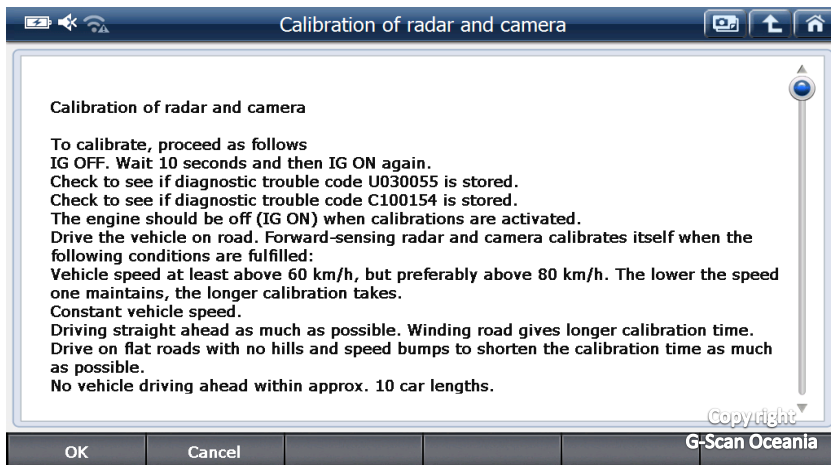 Calibration of radar and camera
Calibration of radar and camera
To calibrate, proceed as follows
IG OFF. Wait 10 seconds and then IG ON again.
Check to see if diagnostic trouble code U030055 is stored.
Check to see if diagnostic trouble code C100154 is stored.
The engine should be off (IG ON) when calibrations are activated.
Drive the vehicle on road. Forward-sensing radar and camera calibrates itself when the
following conditions are fulfilled:
Vehicle speed at least above 60 km/h, but preferably above 80 km/h. The lower the speed
one maintains, the longer calibration takes.
Constant vehicle speed.
Driving straight ahead as much as possible. Winding road gives longer calibration time.
Drive on flat roads with no hills and speed bumps to shorten the calibration time as much
as possible.
No vehicle driving ahead within approx. 10 car lengths.
Copyright
G-Scan Oceania
OK
Cancel